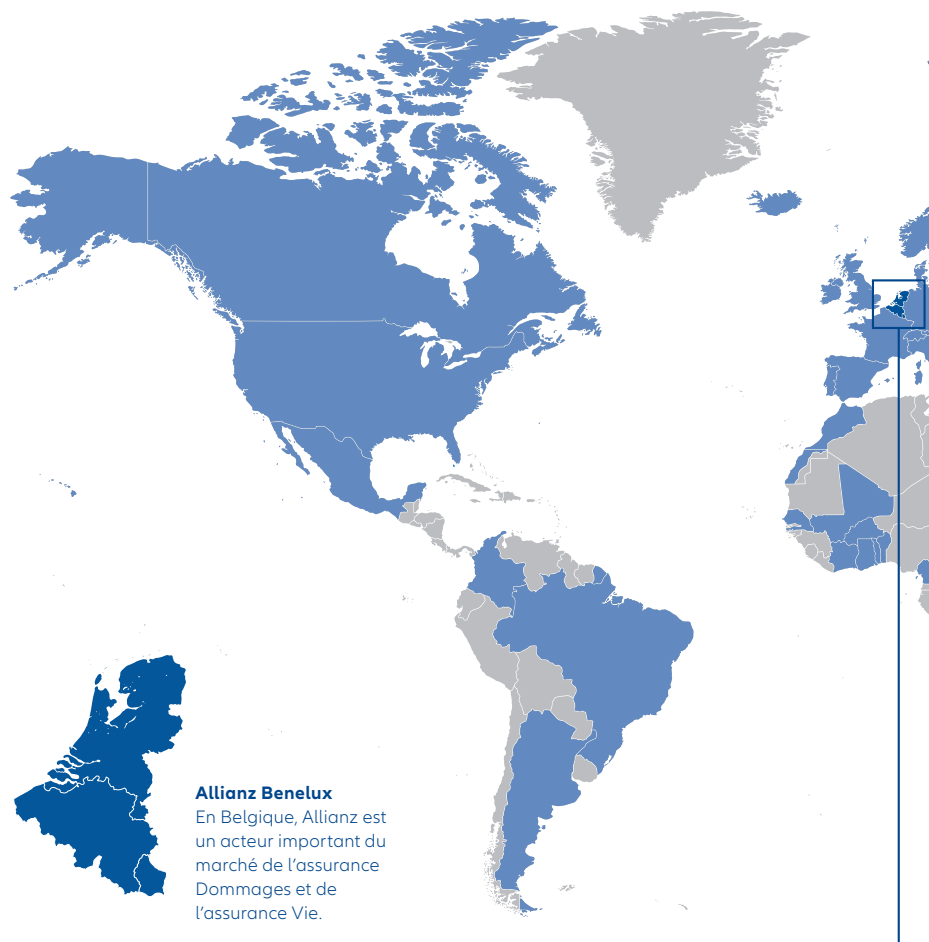 Allianz Benelux
En Belgique, Allianz est
un acteur important du
marché de l’assurance
Dommages et de
l’assurance Vie.